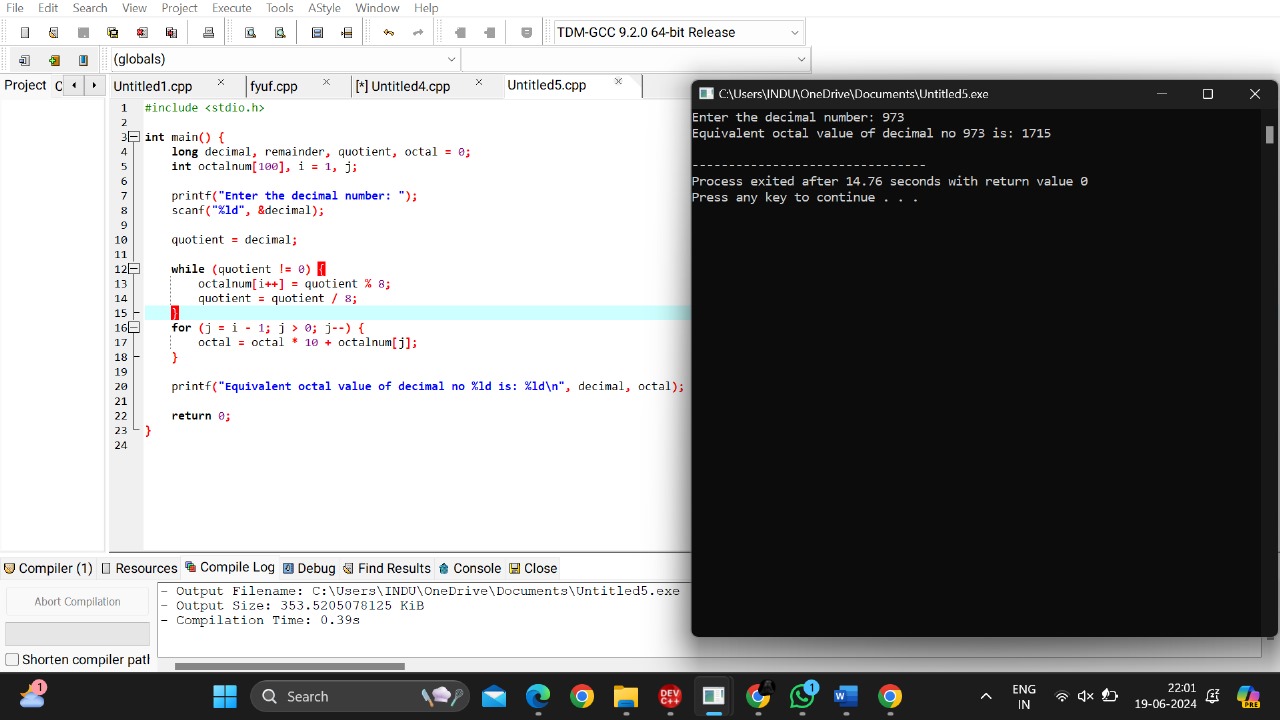 File Edit Search View Project Execute Tools AStyle Window Help
TDM-GCC 9.2.0 64-bit Release
(globals)
Project C Untitled1.cpp fyuf.cpp [*] Untitled4.cpp Untitled5.cpp
1 #include <stdio.h>
2
3 int main() {
4 long decimal, remainder, quotient, octal = 0;
5 int octalnum[100], i = 1, j;
6
7 printf("Enter the decimal number: ");
8 scanf("%ld", &decimal);
9
10 quotient = decimal;
11
12 while (quotient != 0) {
13 octalnum[i++] = quotient % 8;
14 quotient = quotient / 8;
15 }
16 for (j = i - 1; j > 0; j--) {
17 octal = octal * 10 + octalnum[j];
18 }
19
20 printf("Equivalent octal value of decimal no %ld is: %ld\n", decimal, octal);
21
22 return 0;
23 }
24
C:\Users\INDU\OneDrive\Documents\Untitled5.exe
Enter the decimal number: 973
Equivalent octal value of decimal no 973 is: 1715
--------------------------------
Process exited after 14.76 seconds with return value 0
Press any key to continue . . .
Compiler (1) Resources Compile Log Debug Find Results Console Close
Abort Compilation
Shorten compiler patl
- Output Filename: C:\Users\INDU\OneDrive\Documents\Untitled5.exe
- Output Size: 353.5205078125 KiB
- Compilation Time: 0.39s
1
Search
DEV C++
1
W
ENG
IN
22:01
19-06-2024
PRE